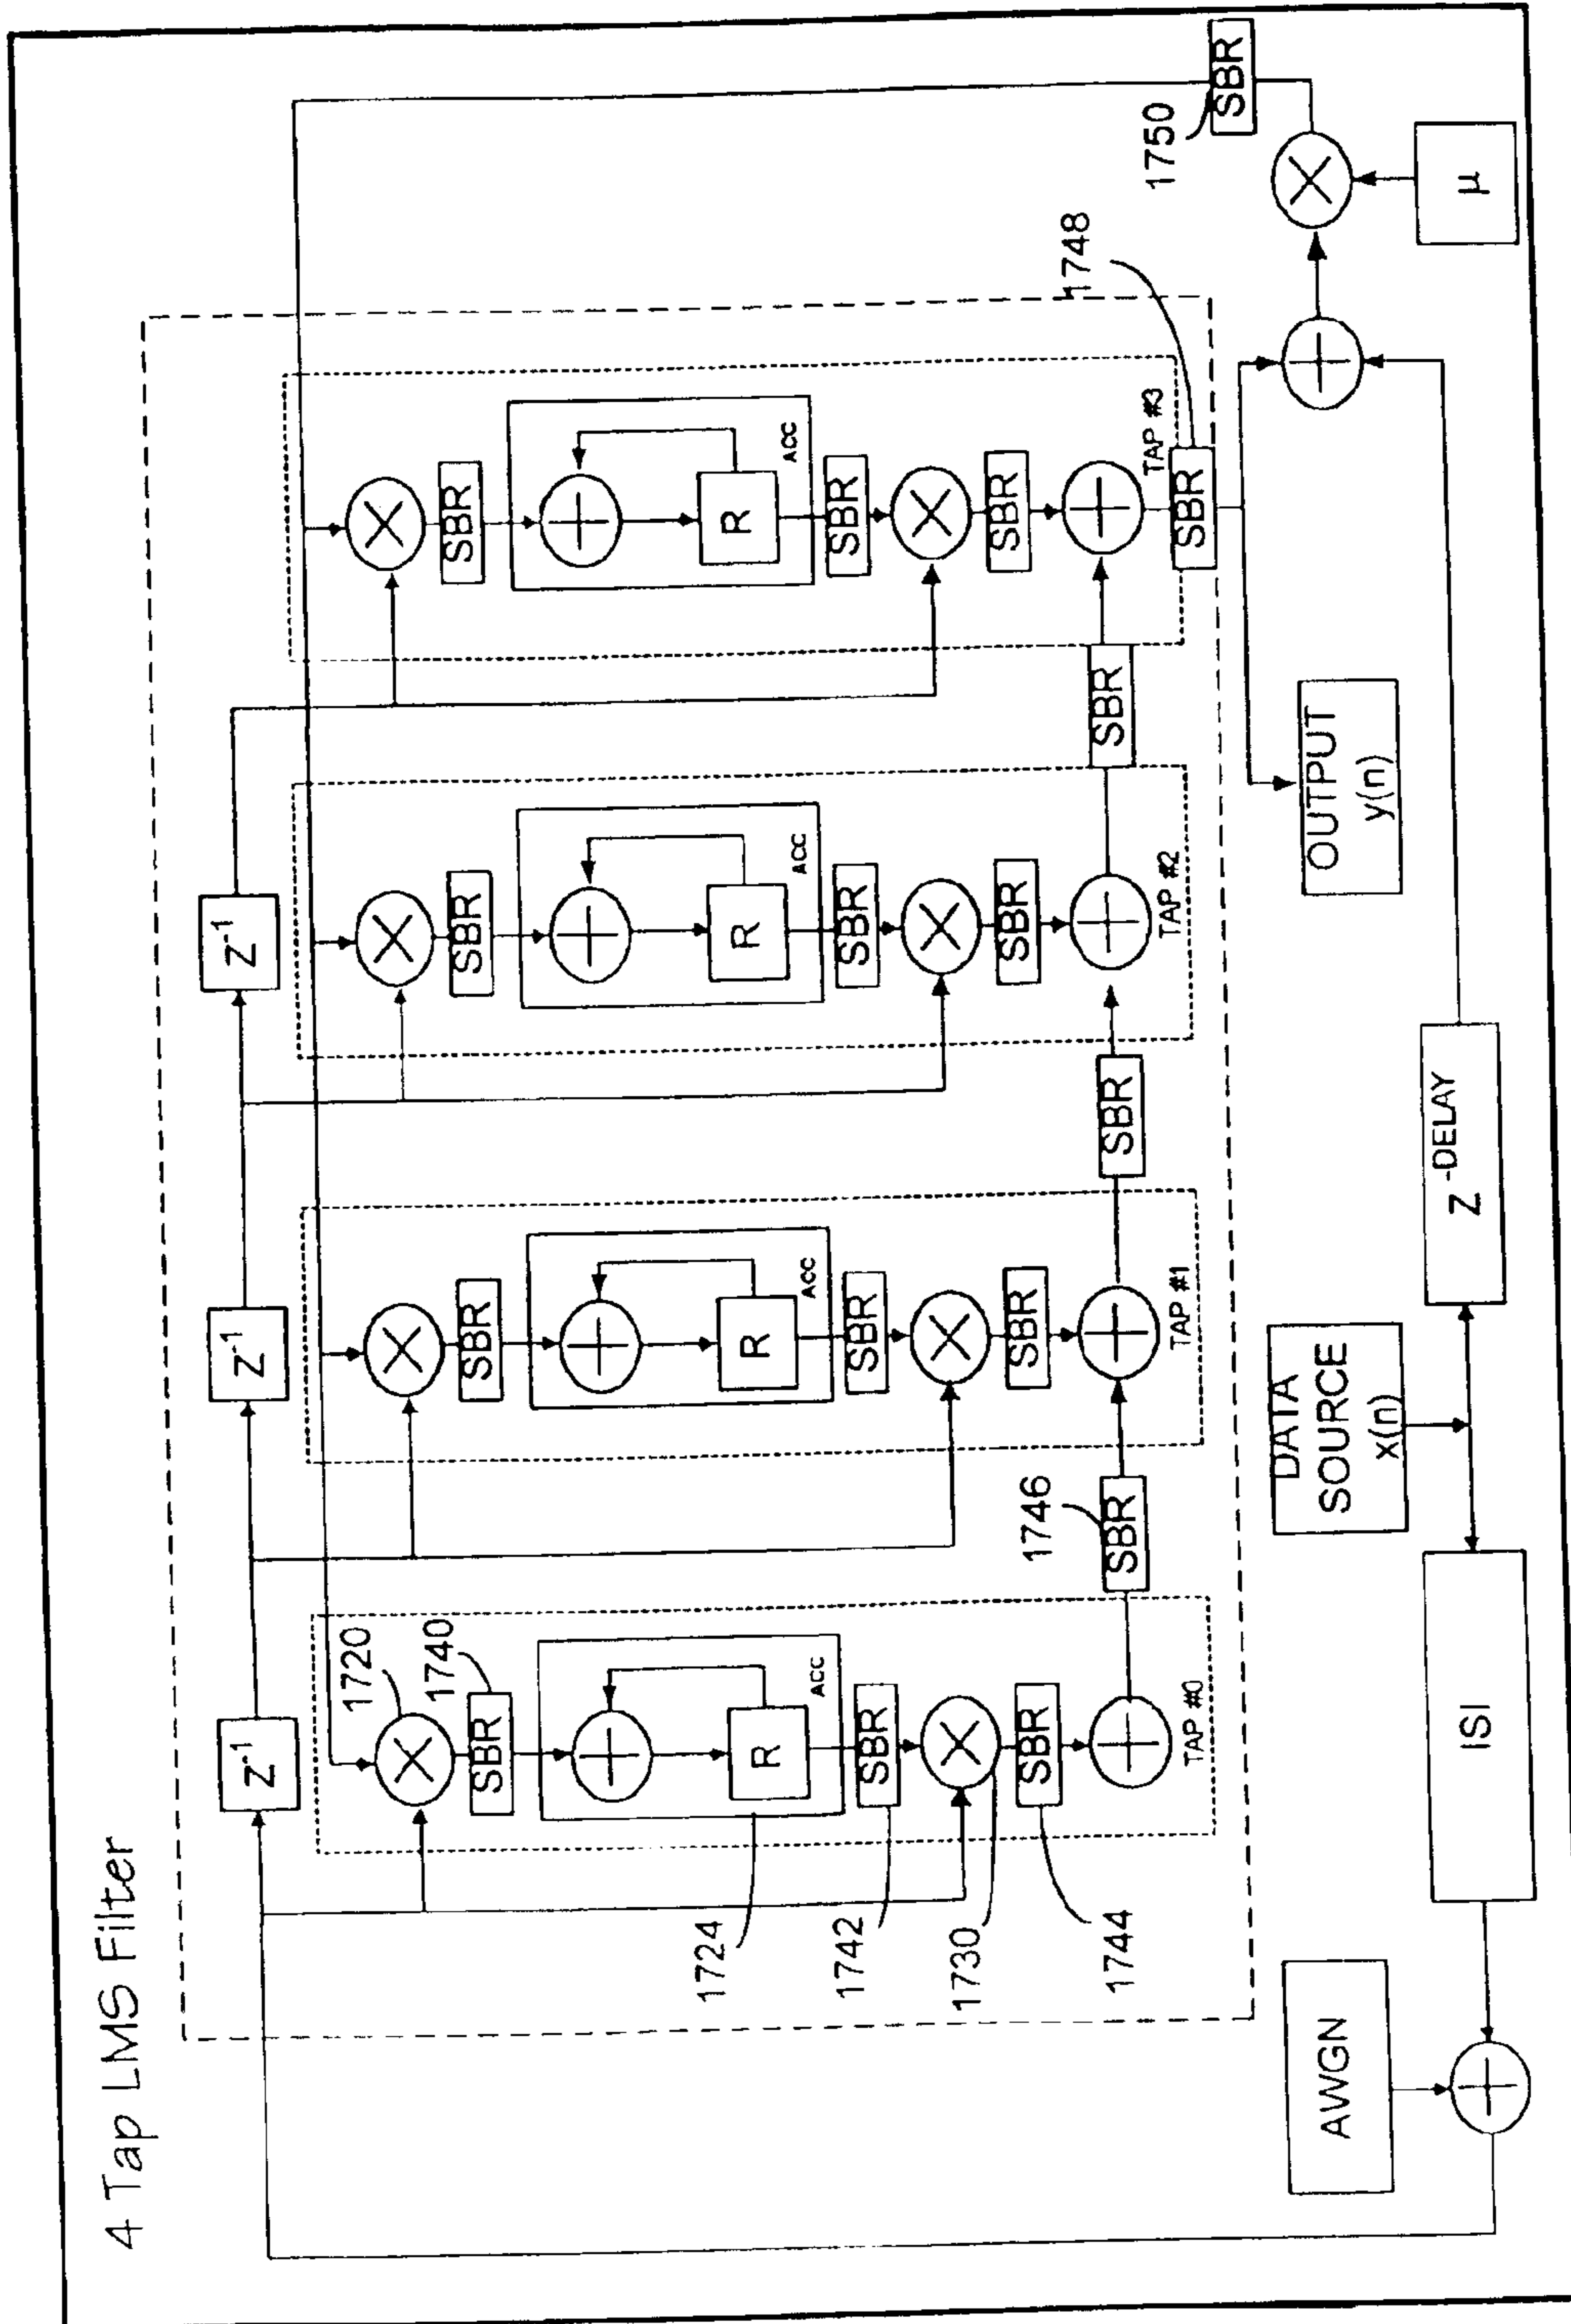 4 Tap LMS Filter
Z-1
Z-1
Z-1
1720
1740
SBR
SBR
SBR
SBR
R
R
R
R
ACC
ACC
ACC
ACC
1724
1742
SBR
SBR
SBR
SBR
1730
1744
SBR
SBR
SBR
SBR
1746
SBR
SBR
SBR
TAP #0
TAP #1
TAP #2
TAP #3
SBR
1748
1750
SBR
AWGN
ISI
DATA
SOURCE
x(n)
Z-DELAY
OUTPUT
y(n)
μ